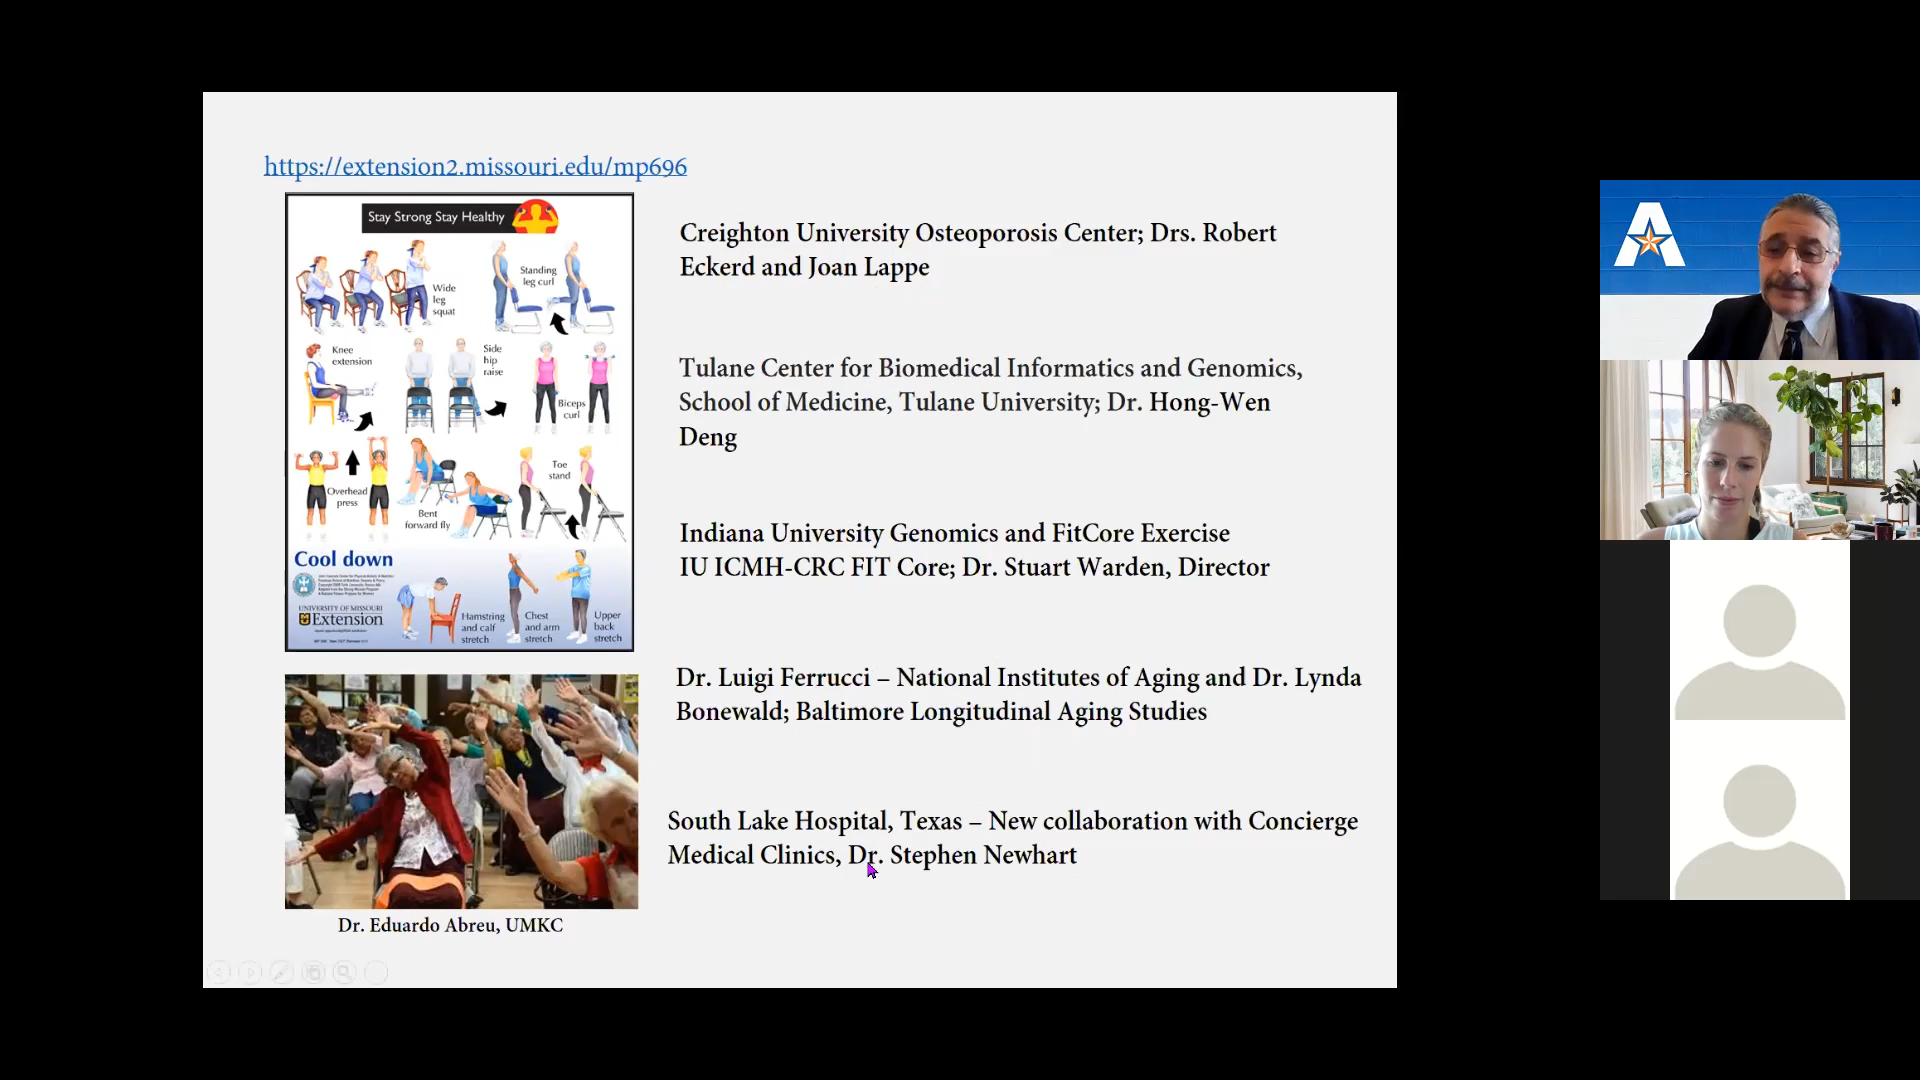 https://extension2.missouri.edu/mp696
Stay Strong Stay Healthy
Wide
leg
squat
Standing
leg curl
Knee
extension
Side
hip
raise
Biceps
curl
Overhead
press
Bent
forward fly
Toe
stand
Cool down
UNIVERSITY OF MISSOURI
Extension
Hamstring
and calf
stretch
Chest
and arm
stretch
Upper
back
stretch
Dr. Eduardo Abreu, UMKC
Creighton University Osteoporosis Center; Drs. Robert
Eckerd and Joan Lappe
Tulane Center for Biomedical Informatics and Genomics,
School of Medicine, Tulane University; Dr. Hong-Wen
Deng
Indiana University Genomics and FitCore Exercise
IU ICMH-CRC FIT Core; Dr. Stuart Warden, Director
Dr. Luigi Ferrucci – National Institutes of Aging and Dr. Lynda
Bonewald; Baltimore Longitudinal Aging Studies
South Lake Hospital, Texas – New collaboration with Concierge
Medical Clinics, Dr. Stephen Newhart
A